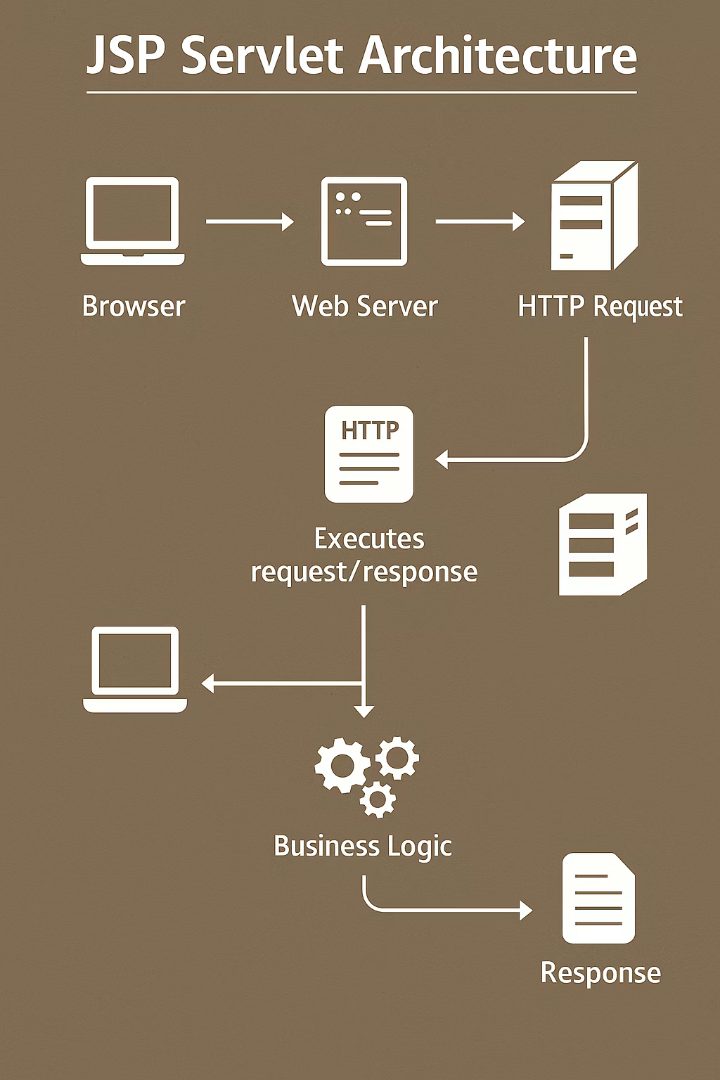 JSP Servlet Architecture
Browser
Web Server
HTTP Request
HTTP
Executes
request/response
Business Logic
Response